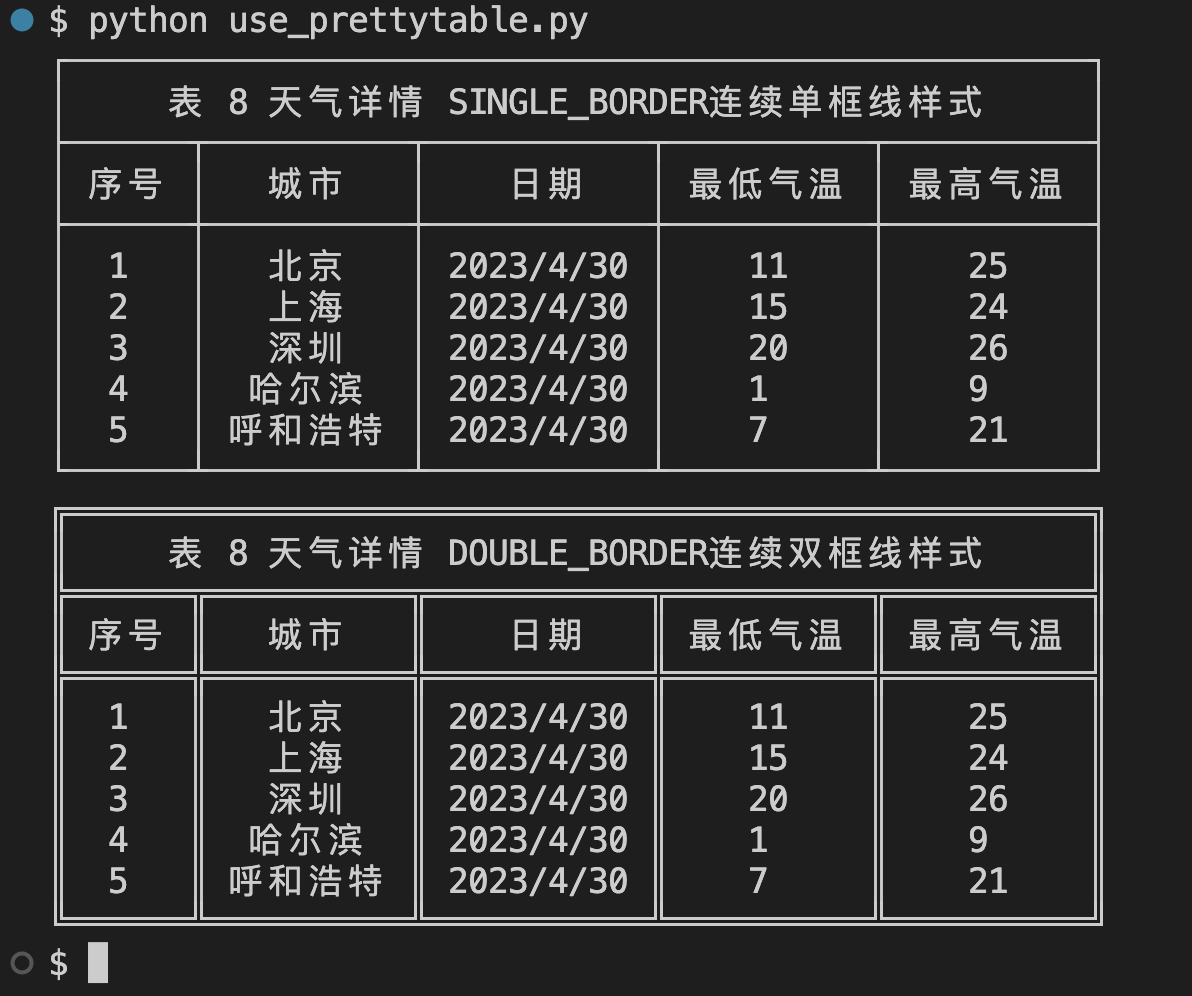 $ python use_prettytable.py
表 8 天气详情 SINGLE_BORDER连续单框线样式
序号 城市 日期 最低气温 最高气温
1 北京 2023/4/30 11 25
2 上海 2023/4/30 15 24
3 深圳 2023/4/30 20 26
4 哈尔滨 2023/4/30 1 9
5 呼和浩特 2023/4/30 7 21
表 8 天气详情 DOUBLE_BORDER连续双框线样式
序号 城市 日期 最低气温 最高气温
1 北京 2023/4/30 11 25
2 上海 2023/4/30 15 24
3 深圳 2023/4/30 20 26
4 哈尔滨 2023/4/30 1 9
5 呼和浩特 2023/4/30 7 21
$